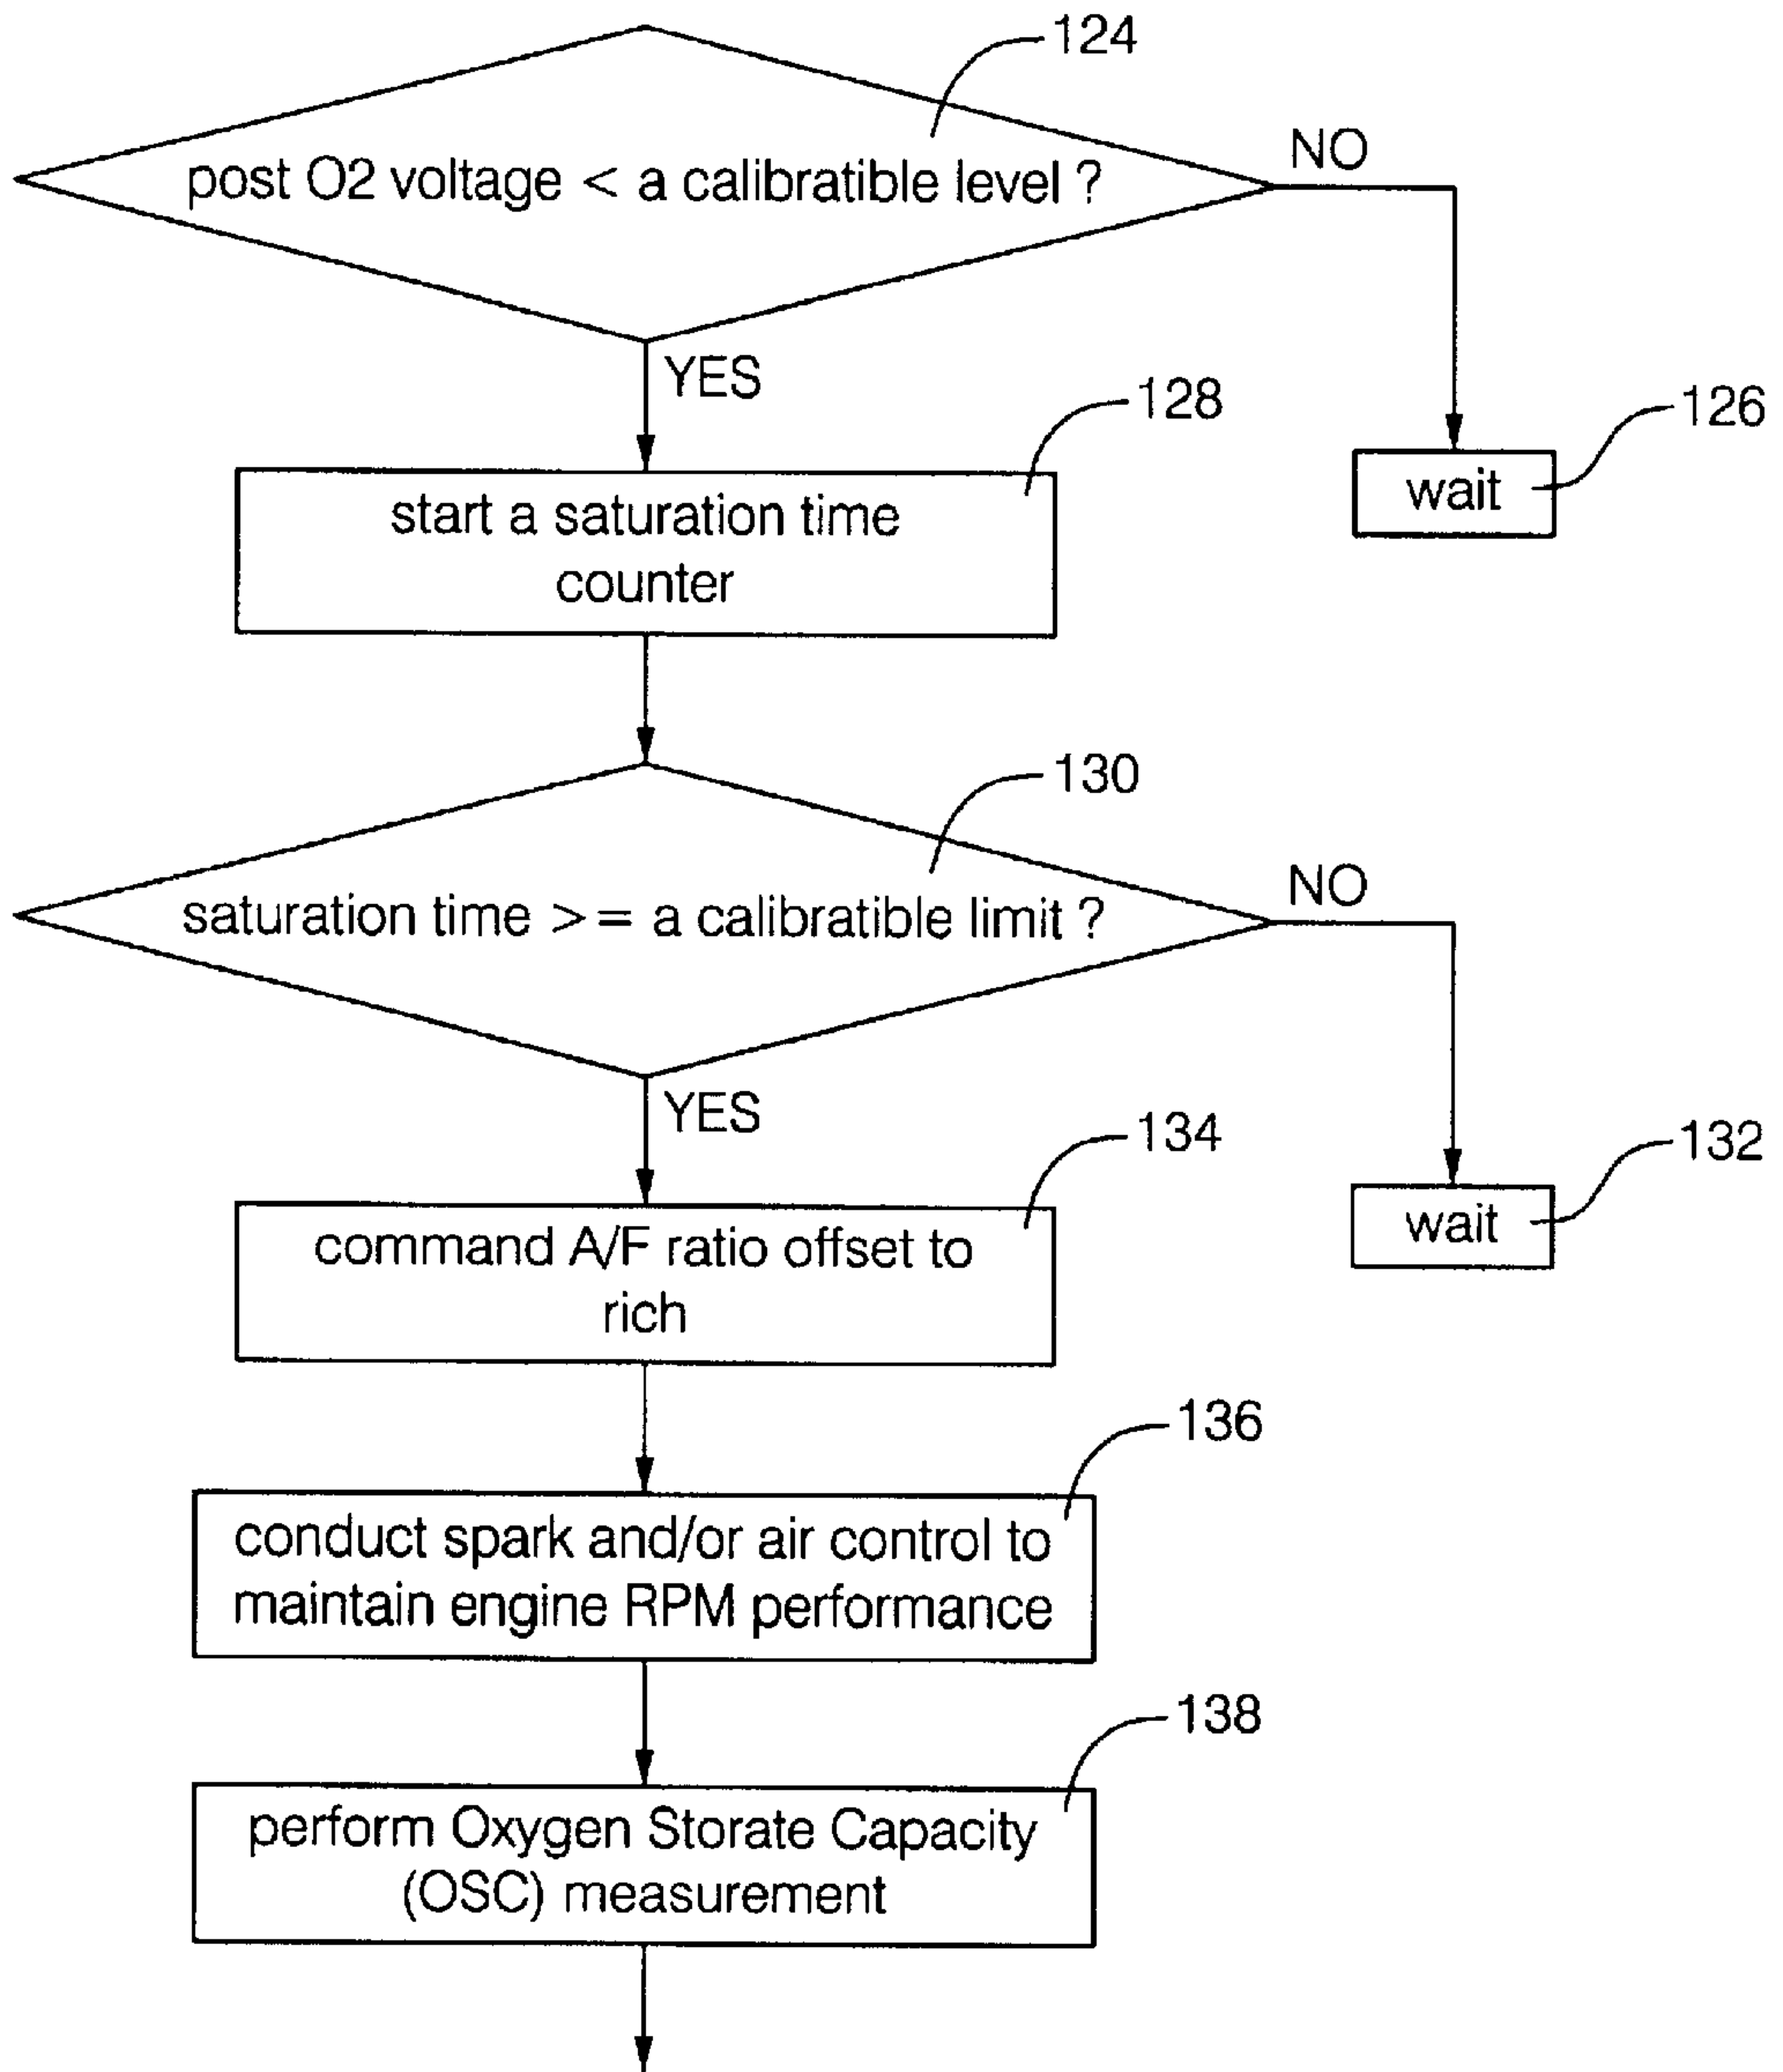 124
post O2 voltage < a calibratible level ?
NO
YES
128
126
start a saturation time
counter
wait
130
saturation time >= a calibratible limit ?
NO
YES
134
132
command A/F ratio offset to
rich
wait
136
conduct spark and/or air control to
maintain engine RPM performance
138
perform Oxygen Storate Capacity
(OSC) measurement